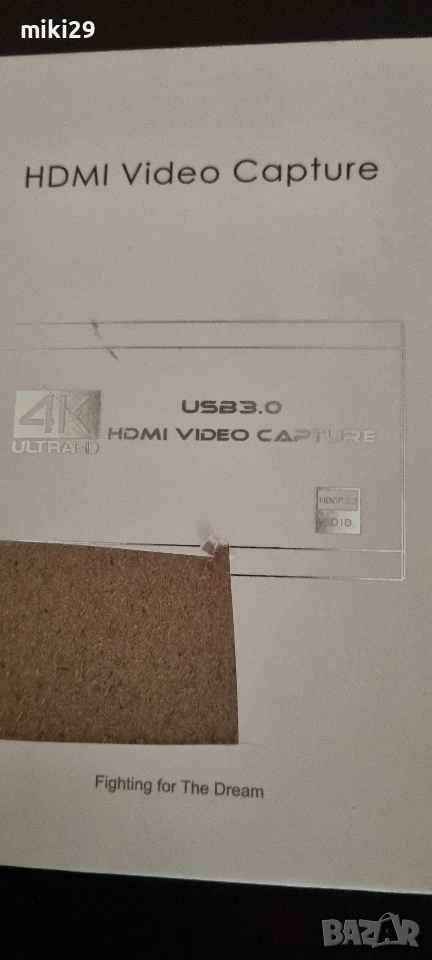 miki29
HDMI Video Capture
4K
ULTRAHD
USB3.0
HDMI VIDEO CAPTURE
Fighting for The Dream
BAZAR